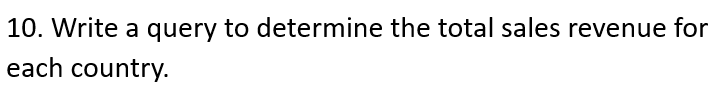 10. Write a query to determine the total sales revenue for
each country.